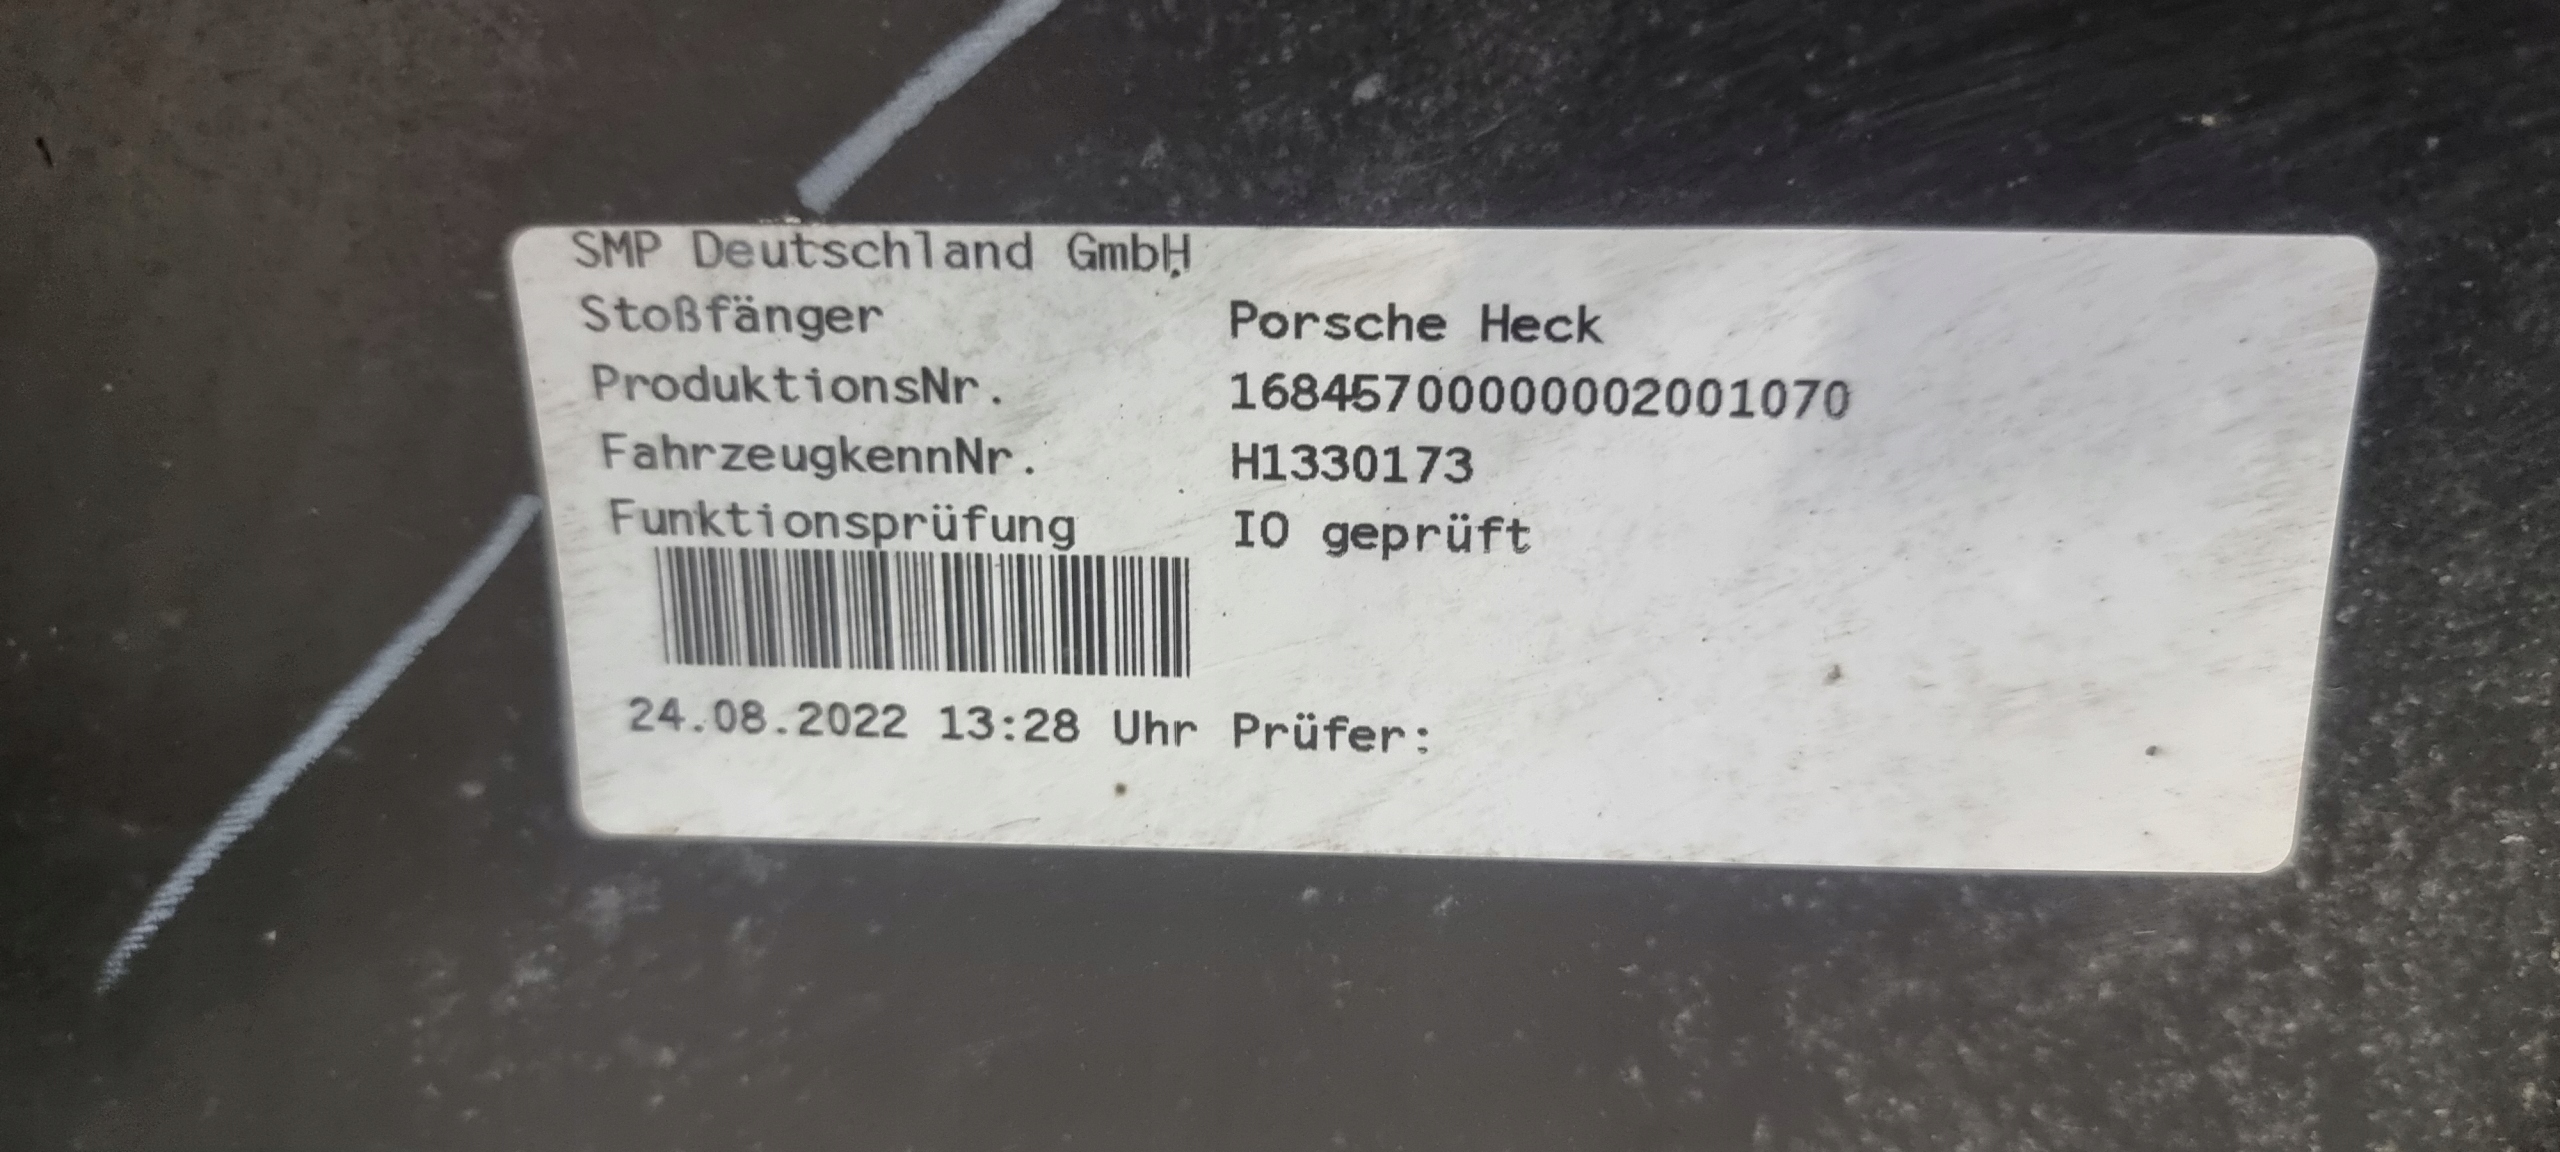 SMP Deutschland GmbH
Stoßfänger Porsche Heck
ProduktionsNr. 168457000000002001070
FahrzeugkennNr. H1330173
Funktionsprüfung IO geprüft
24.08.2022 13:28 Uhr Prüfer: